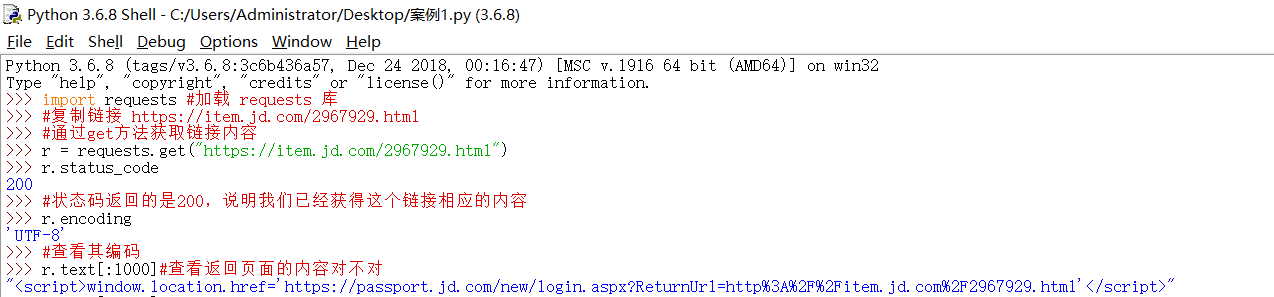 Python 3.6.8 Shell - C:/Users/Administrator/Desktop/案例1.py (3.6.8)
File Edit Shell Debug Options Window Help
Python 3.6.8 (tags/v3.6.8:3c6b436a57, Dec 24 2018, 00:16:47) [MSC v.1916 64 bit (AMD64)] on win32
Type "help", "copyright", "credits" or "license()" for more information.
>>> import requests #加载 requests 库
>>> #复制链接 https://item.jd.com/2967929.html
>>> #通过get方法获取链接内容
>>> r = requests.get("https://item.jd.com/2967929.html")
>>> r.status_code
200
>>> #状态码返回的是200，说明我们已经获得这个链接相应的内容
>>> r.encoding
'UTF-8'
>>> #查看其编码
>>> r.text[:1000]#查看返回页面的内容对不对
"<script>window.location.href='https://passport.jd.com/new/login.aspx?ReturnUrl=http%3A%2F%2Fitem.jd.com%2F2967929.html'</script>"